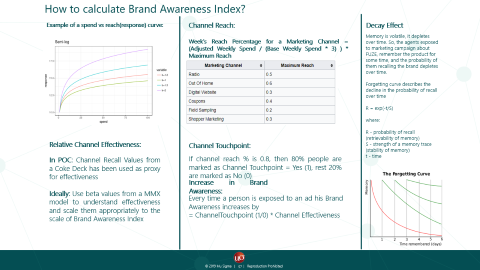 How to calculate Brand Awareness Index?
Example of a spend vs reach(response) curve
spend
Relative Channel Effectiveness:
In POC: Channel Recall Values from
a Coke Deck has been used as proxy
for effectiveness
Ideally: Use beta values from a MMX
model to understand effectiveness
and scale them appropriately to the
scale of Brand Awareness Index
Channel Reach:
Week's Reach Percentage for a Marketing Channel =
(Adjusted Weekly Spend / (Base Weekly Spend * 3) ) *
Maximum Reach
Marketing Channel Maximum Reach
Radio 0.5
Out Of Home 0.6
Digital Website 0.3
Coupons 0.4
Field Sampling 0.2
Shopper Marketing 0.3
Channel Touchpoint:
If channel reach % is 0.8, then 80% people are
marked as Channel Touchpoint = Yes (1), rest 20%
are marked as No (0)
Increase in Brand
Awareness:
Every time a person is exposed to an ad his Brand
Awareness increases by
= ChannelTouchpoint (1/0) * Channel Effectiveness
Decay Effect
Memory is volatile, it depletes
over time. So, the agents exposed
to marketing campaign about
FUZE, remember the product for
some time, and the probability of
them recalling the brand depletes
over time.
Forgetting curve describes the
decline in the probability of recall
over time
R = exp(-t/S)
where:
R - probability of recall
(retrievability of memory)
S - strength of a memory trace
(stability of memory)
t - time
The Forgetting Curve
Memory
1 2 3 4 5 6
Time remembered (days)
© 2019 Mu Sigma | 27 | Reproduction Prohibited